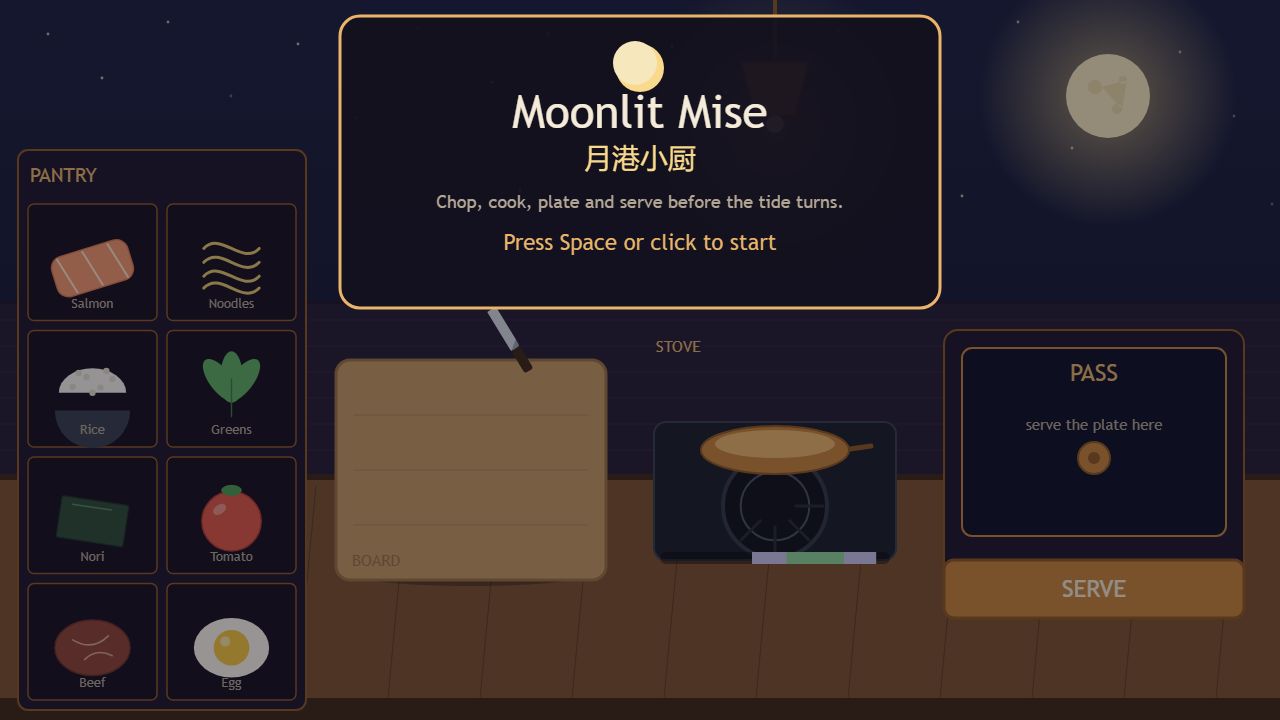 Moonlit Mise
月港小厨
Chop, cook, plate and serve before the tide turns.
Press Space or click to start
PANTRY
Salmon
Noodles
Rice
Greens
Nori
Tomato
Beef
Egg
BOARD
STOVE
PASS
serve the plate here
SERVE